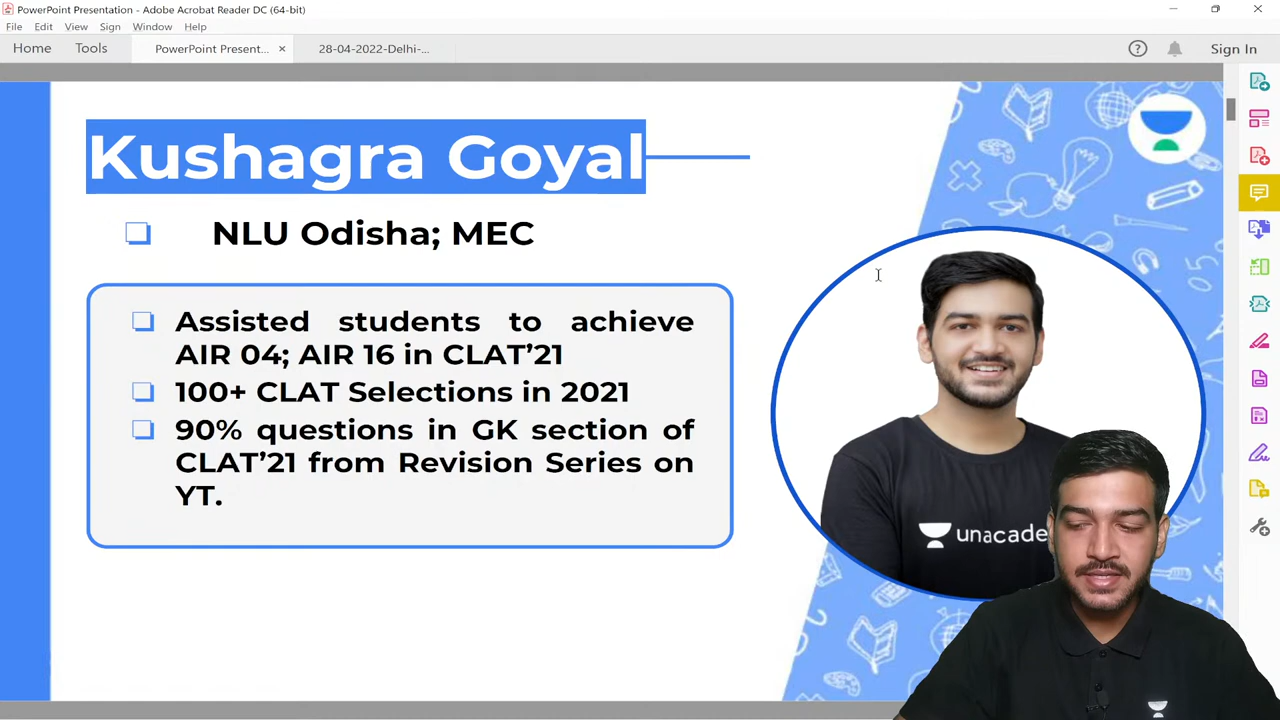 PowerPoint Presentation - Adobe Acrobat Reader DC (64-bit)
File Edit View Sign Window Help
Home Tools PowerPoint Present... × 28-04-2022-Delhi-... Sign In
Kushagra Goyal
NLU Odisha; MEC
Assisted students to achieve
AIR 04; AIR 16 in CLAT’21
100+ CLAT Selections in 2021
90% questions in GK section of
CLAT’21 from Revision Series on
YT.
unacade